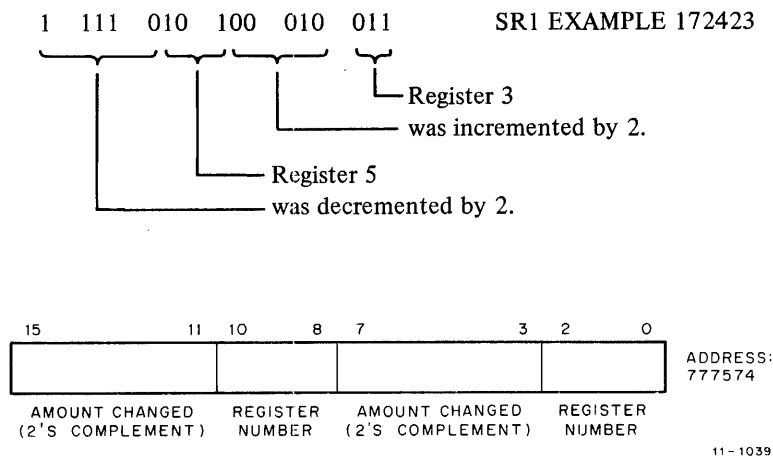 1 111 010 100 010 011 SR1 EXAMPLE 172423
Register 3
was incremented by 2.
Register 5
was decremented by 2.
15 11 10 8 7 3 2 0
ADDRESS:
777574
AMOUNT CHANGED REGISTER AMOUNT CHANGED REGISTER
(2'S COMPLEMENT) NUMBER (2'S COMPLEMENT) NUMBER
11-1039